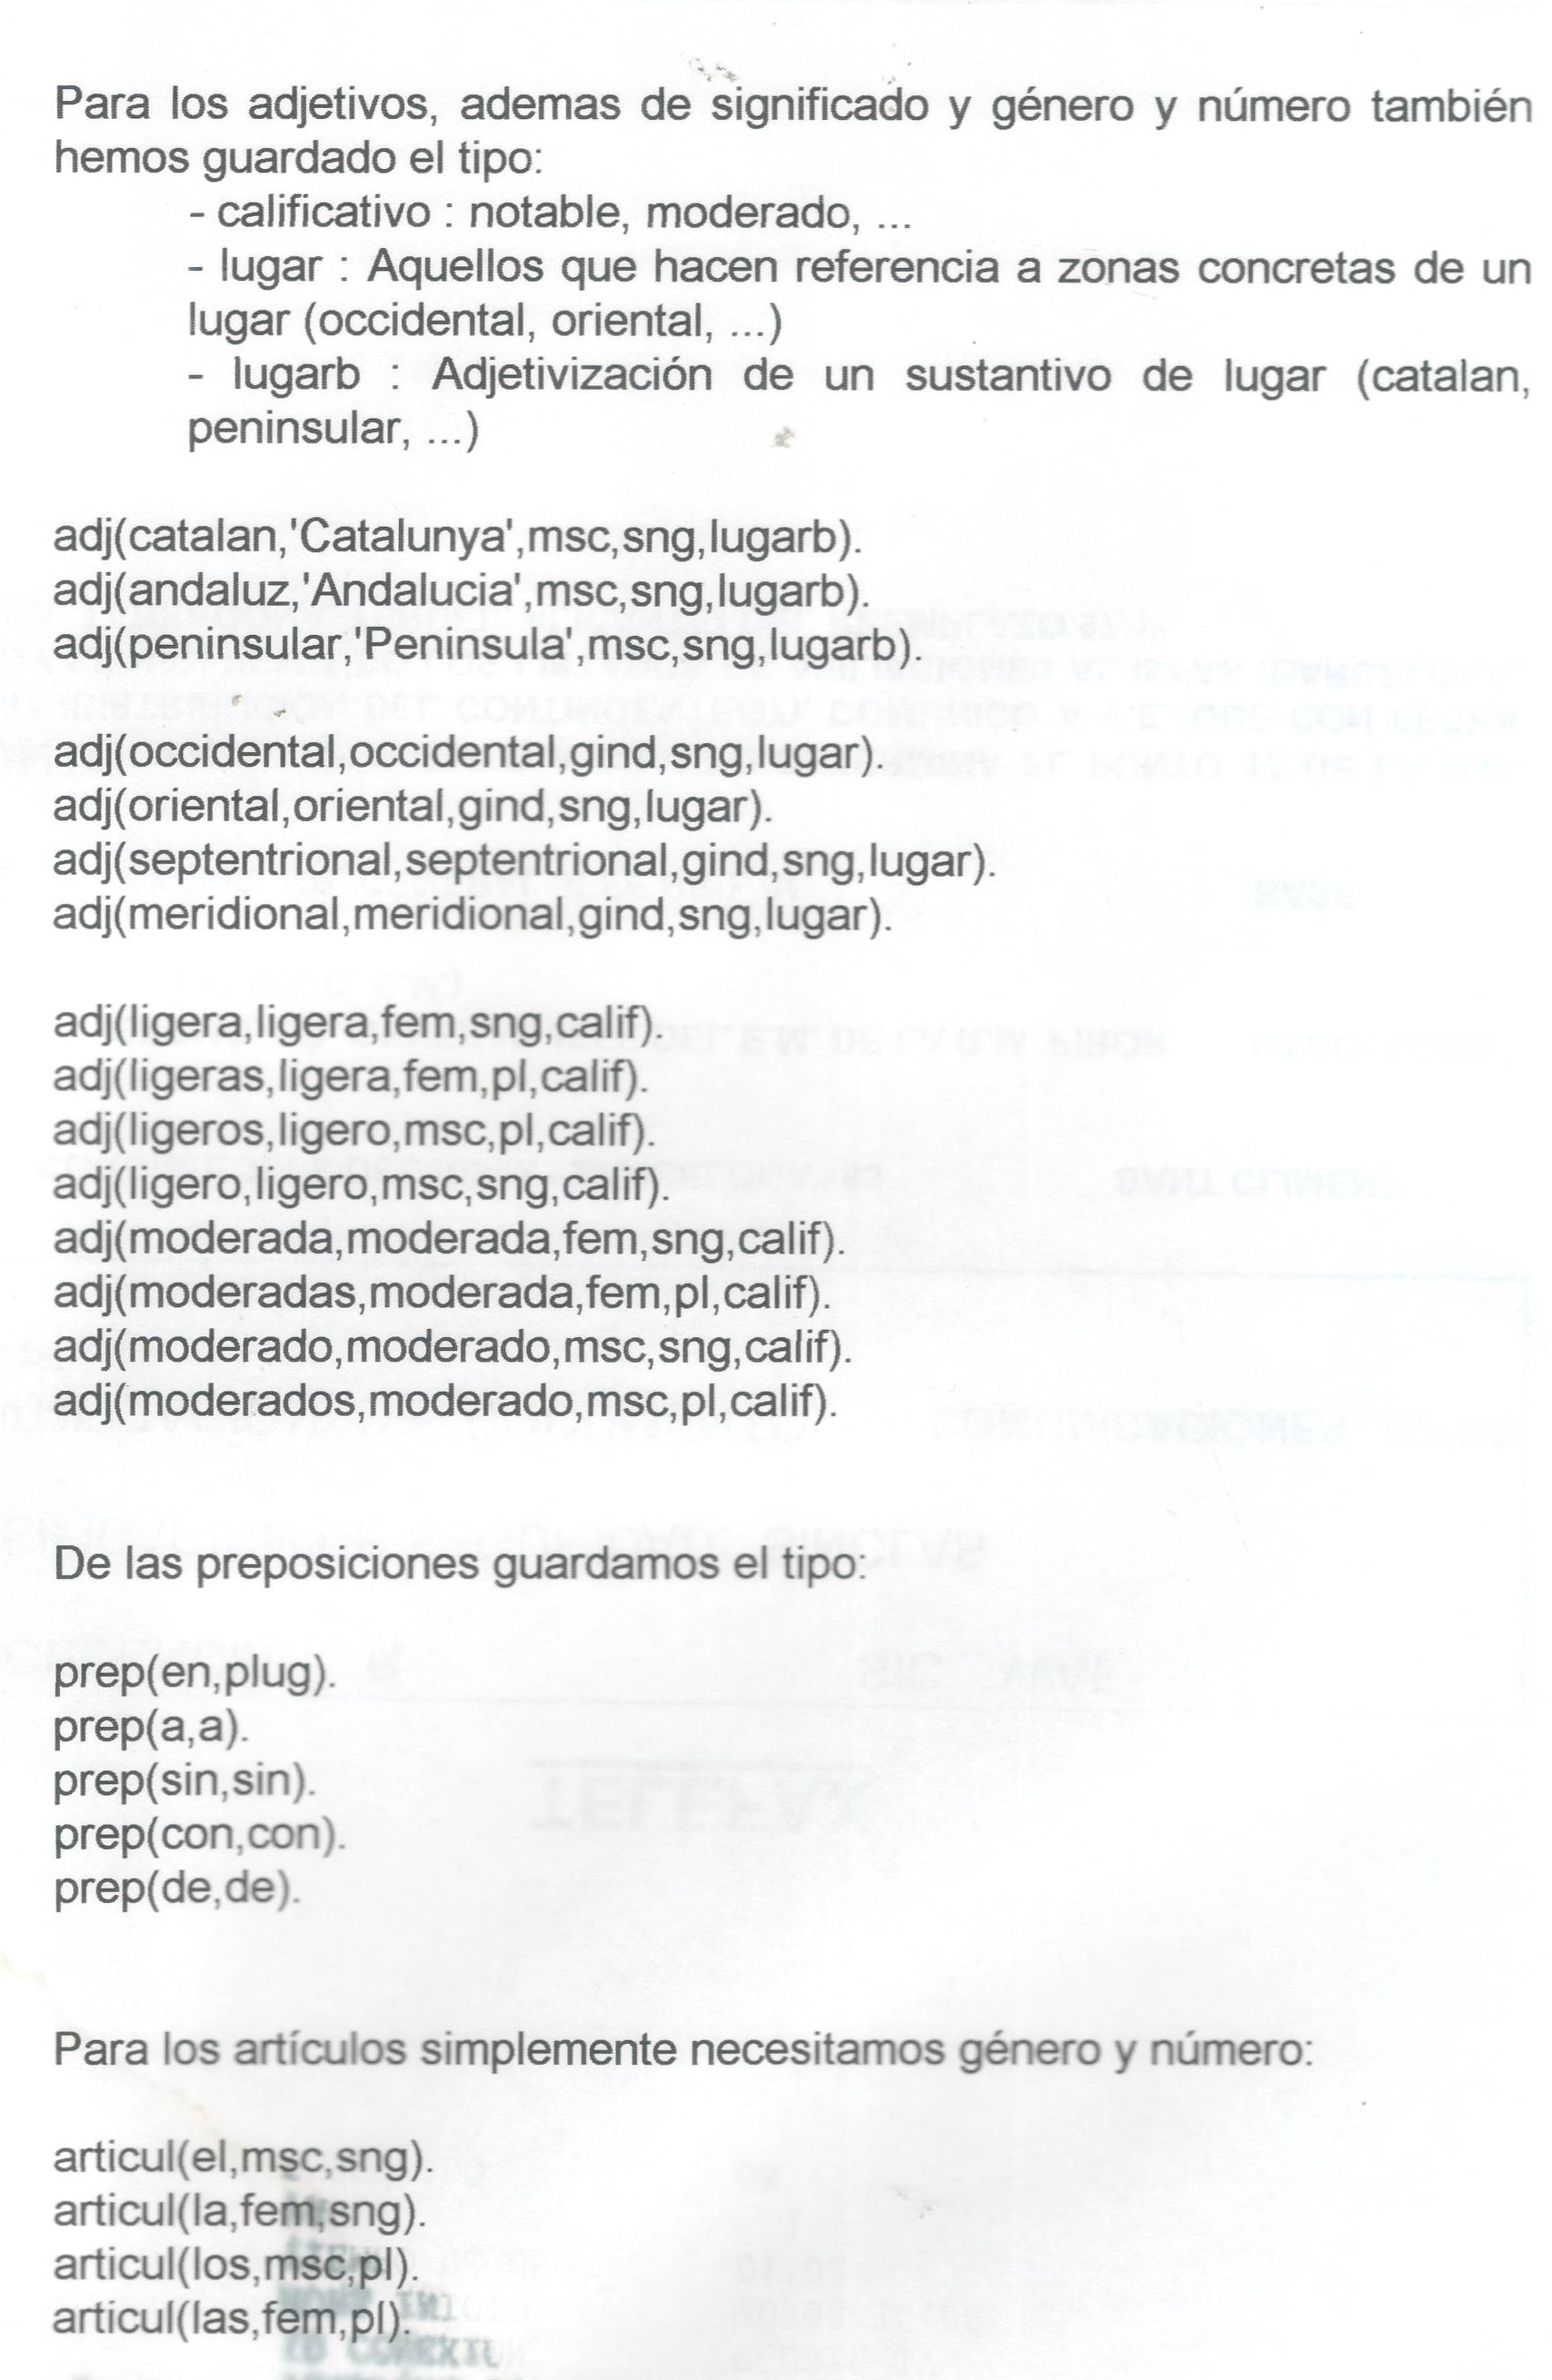 Para los adjetivos, ademas de significado y género y número también
hemos guardado el tipo:
- calificativo : notable, moderado, ...
- lugar : Aquellos que hacen referencia a zonas concretas de un
lugar (occidental, oriental, ...)
- lugarb : Adjetivización de un sustantivo de lugar (catalan,
peninsular, ...)
adj(catalan,'Catalunya',msc,sng,lugarb).
adj(andaluz,'Andalucia',msc,sng,lugarb).
adj(peninsular,'Peninsula',msc,sng,lugarb).
adj(occidental,occidental,gind,sng,lugar).
adj(oriental,oriental,gind,sng,lugar).
adj(septentrional,septentrional,gind,sng,lugar).
adj(meridional,meridional,gind,sng,lugar).
adj(ligera,ligera,fem,sng,calif).
adj(ligeras,ligera,fem,pl,calif).
adj(ligeros,ligero,msc,pl,calif).
adj(ligero,ligero,msc,sng,calif).
adj(moderada,moderada,fem,sng,calif).
adj(moderadas,moderada,fem,pl,calif).
adj(moderado,moderado,msc,sng,calif).
adj(moderados,moderado,msc,pl,calif).
De las preposiciones guardamos el tipo:
prep(en,plug).
prep(a,a).
prep(sin,sin).
prep(con,con).
prep(de,de).
Para los artículos simplemente necesitamos género y número:
articul(el,msc,sng).
articul(la,fem,sng).
articul(los,msc,pl).
articul(las,fem,pl).